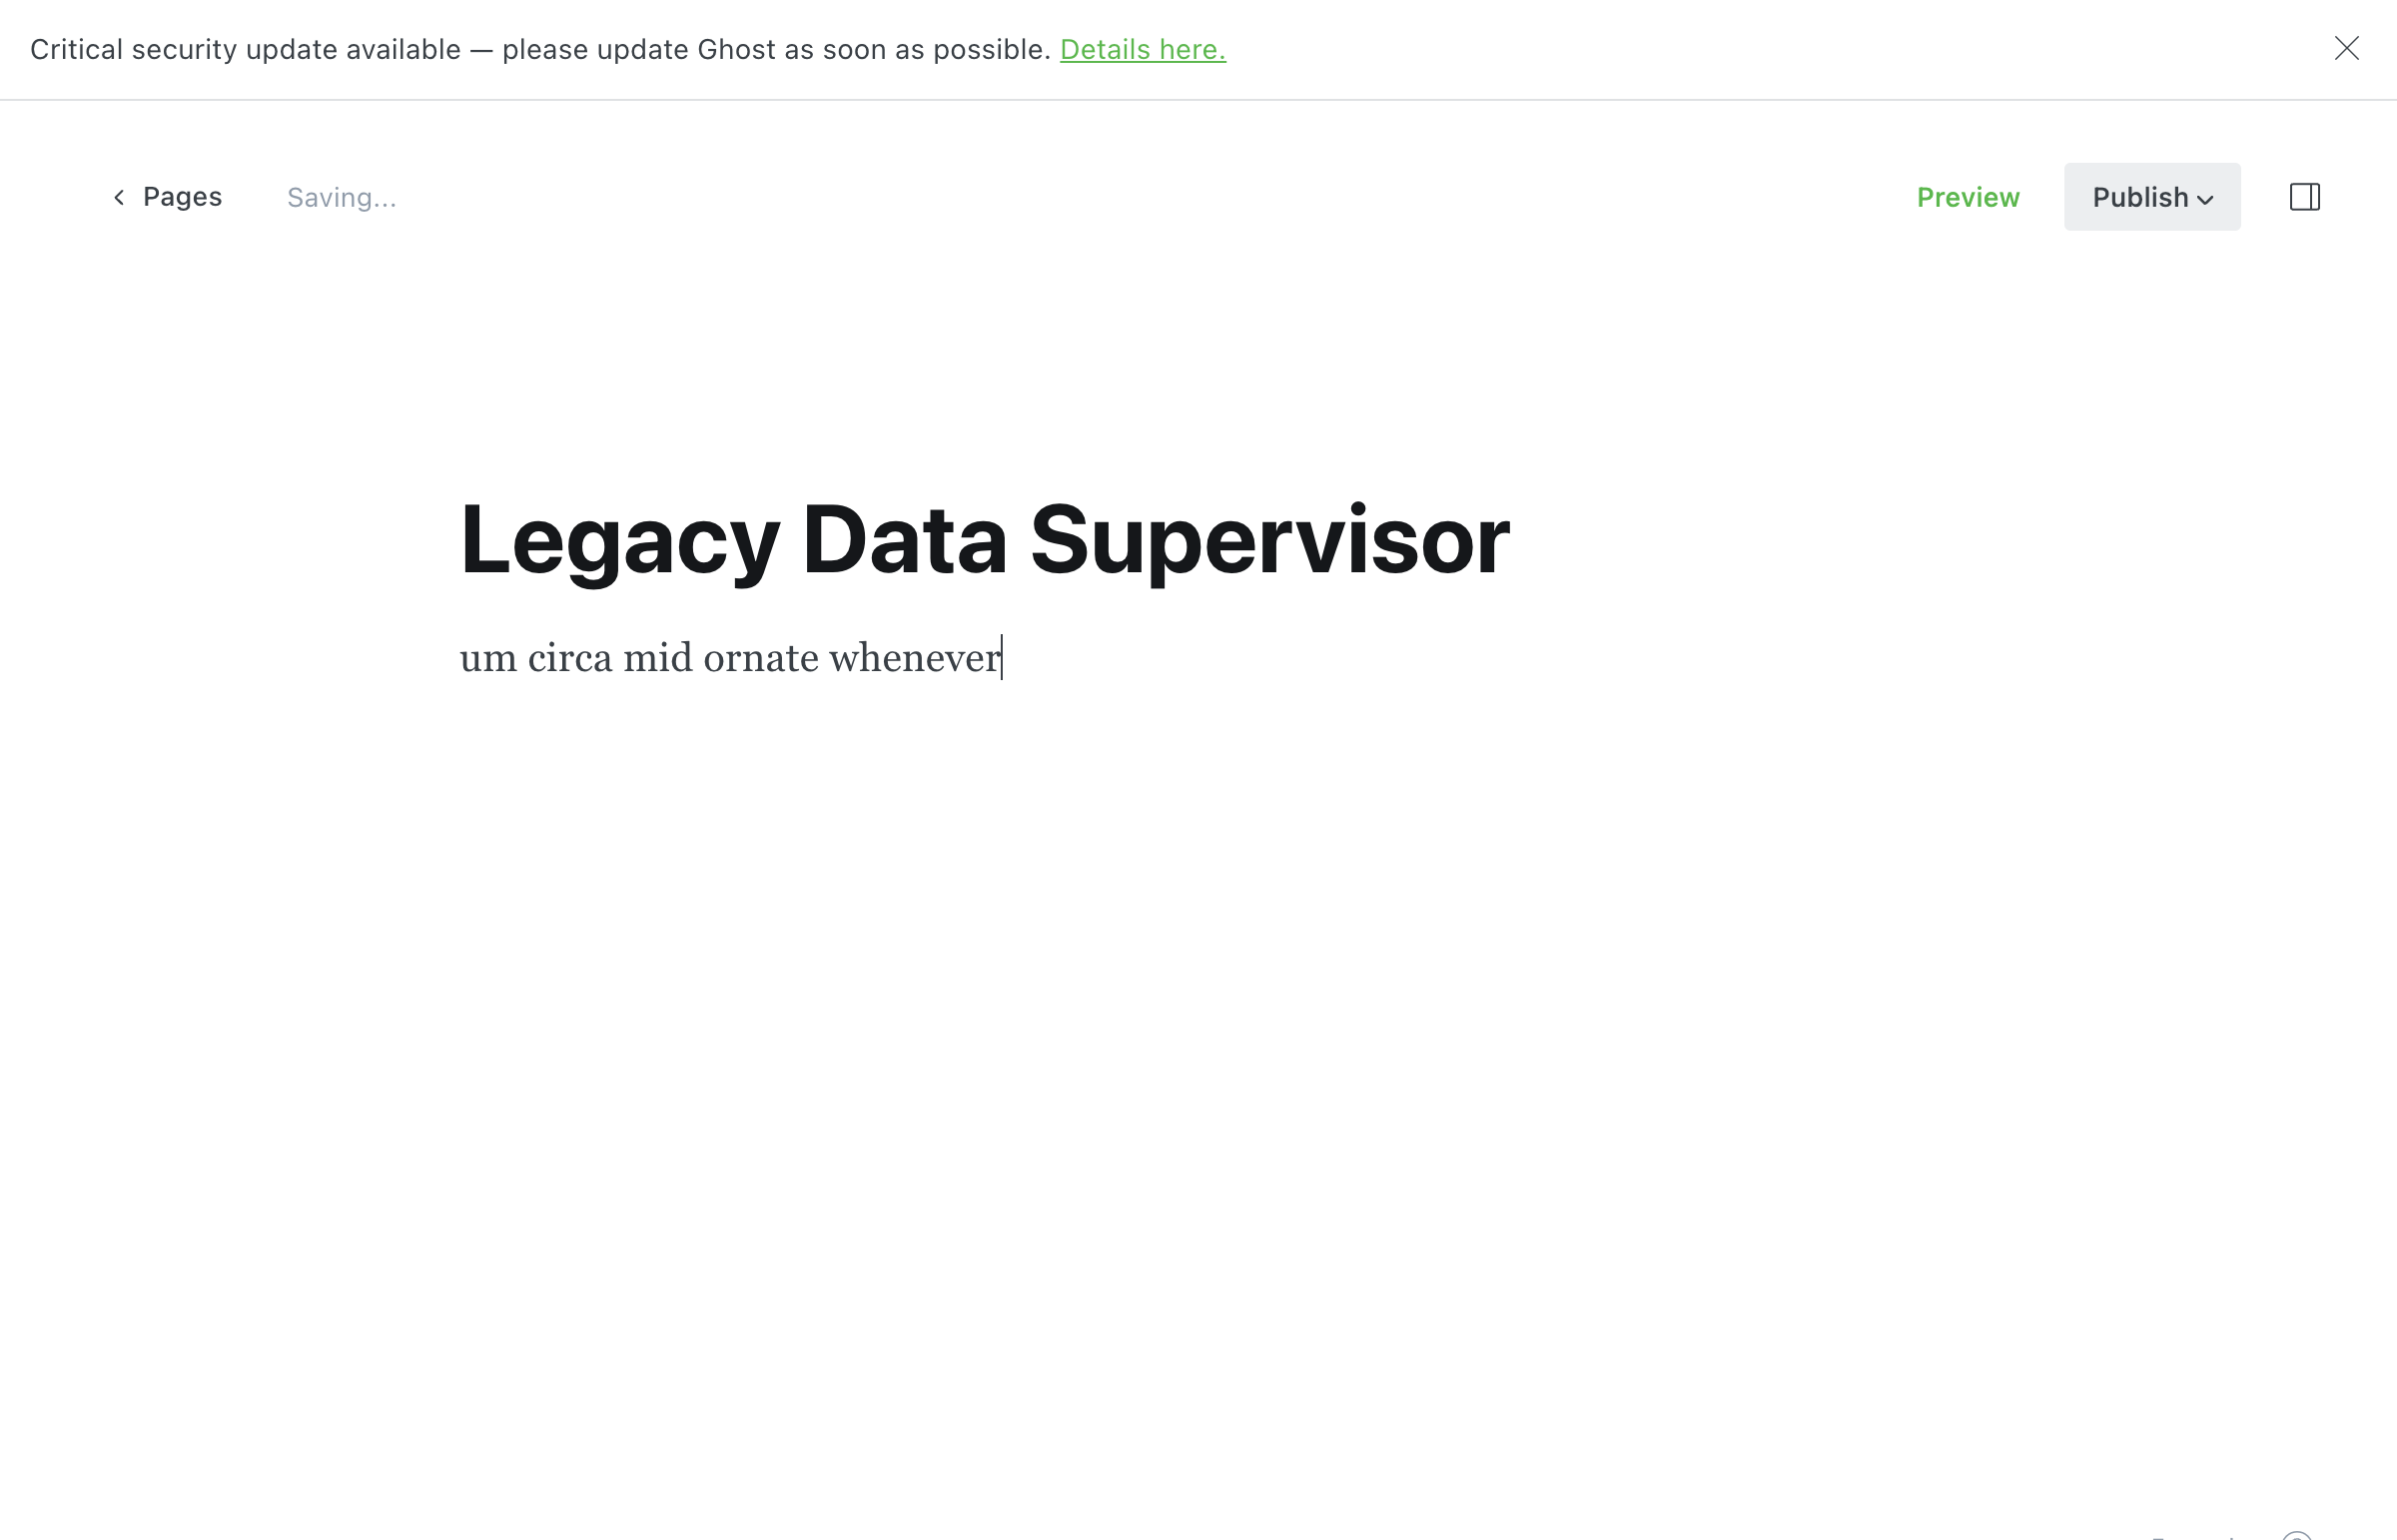 Critical security update available — please update Ghost as soon as possible. Details here.
Pages
Saving...
Preview
Publish
Legacy Data Supervisor
um circa mid ornate whenever